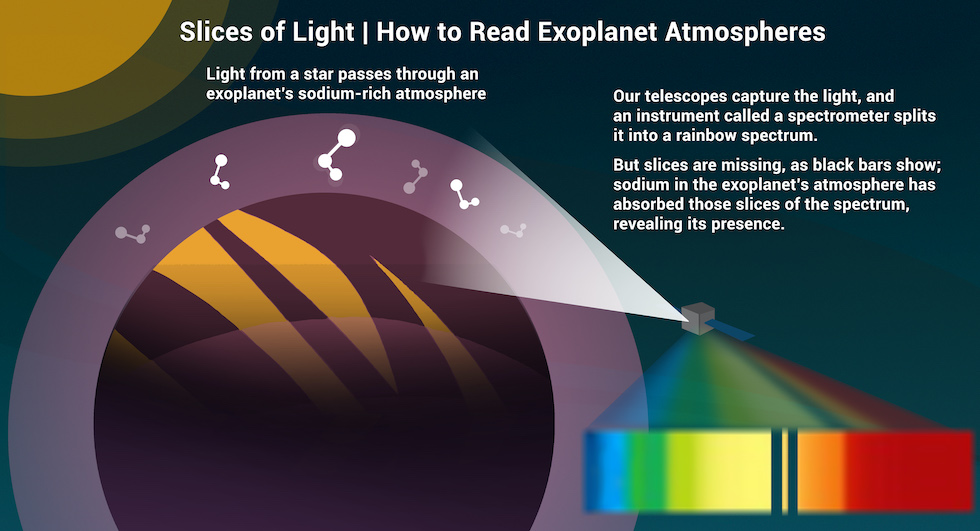 Slices of Light | How to Read Exoplanet Atmospheres
Light from a star passes through an
exoplanet's sodium-rich atmosphere
Our telescopes capture the light, and
an instrument called a spectrometer splits
it into a rainbow spectrum.
But slices are missing, as black bars show;
sodium in the exoplanet's atmosphere has
absorbed those slices of the spectrum,
revealing its presence.